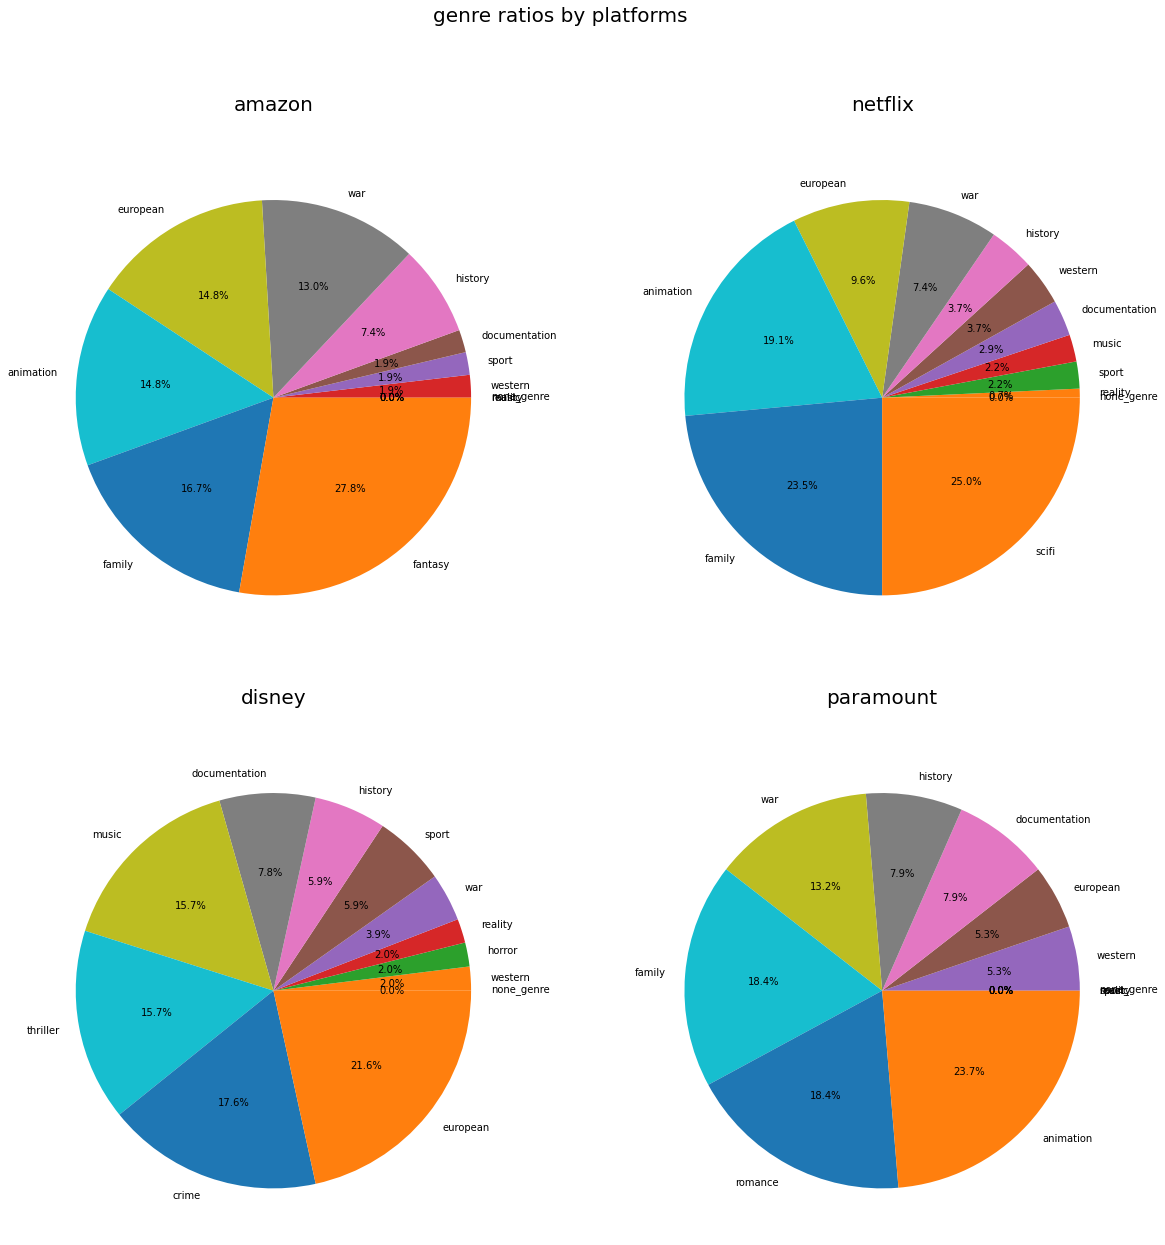 genre ratios by platforms
amazon
war
european
history
13.0%
14.8%
7.4%
documentation
sport
1.9%
animation
14.8%
1.9%
western
1.9%
none_genre
0.0%
16.7%
27.8%
family
fantasy
netflix
european
war
history
western
9.6%
7.4%
animation
3.7%
documentation
3.7%
19.1%
2.9%
music
2.2%
sport
2.2%
reality
0.7%
none_genre
0.0%
23.5%
25.0%
family
scifi
disney
documentation
history
music
sport
7.8%
5.9%
war
15.7%
5.9%
reality
3.9%
horror
2.0%
2.0%
western
2.0%
none_genre
0.0%
thriller
15.7%
21.6%
17.6%
european
crime
paramount
history
war
documentation
7.9%
european
13.2%
7.9%
5.3%
western
family
18.4%
5.3%
none_genre
0.0%
23.7%
18.4%
animation
romance